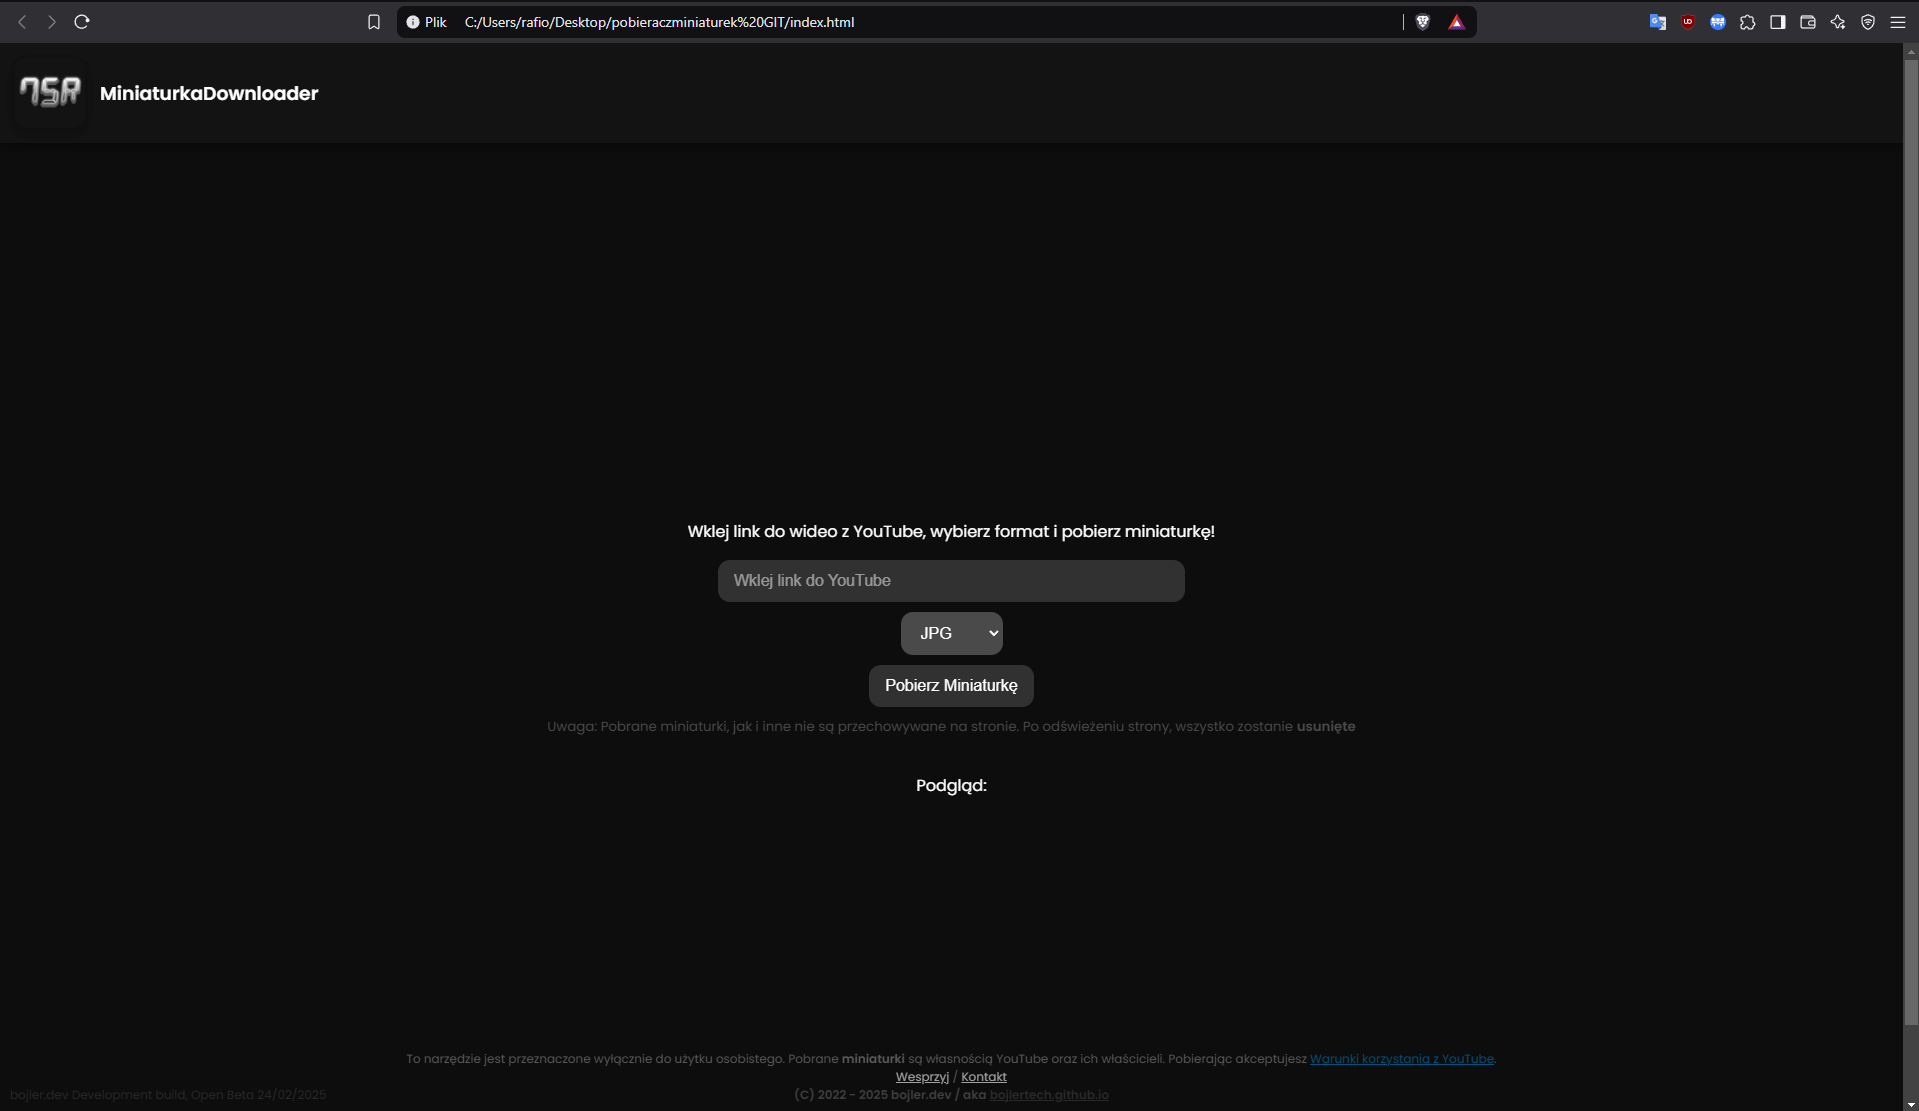 Plik C:/Users/rafio/Desktop/pobieraczminiaturek%20GIT/index.html
MiniaturkaDownloader
Wklej link do wideo z YouTube, wybierz format i pobierz miniaturkę!
Wklej link do YouTube
JPG
Pobierz Miniaturkę
Uwaga: Pobrane miniaturki, jak i inne nie są przechowywane na stronie. Po odświeżeniu strony, wszystko zostanie usunięte
Podgląd:
To narzędzie jest przeznaczone wyłącznie do użytku osobistego. Pobrane miniaturki są własnością YouTube oraz ich właścicieli. Pobierając akceptujesz Warunki korzystania z YouTube.
Wesprzyj / Kontakt
bojler.dev Development build, Open Beta 24/02/2025
(C) 2022 - 2025 bojler.dev / aka bojlertech.github.io